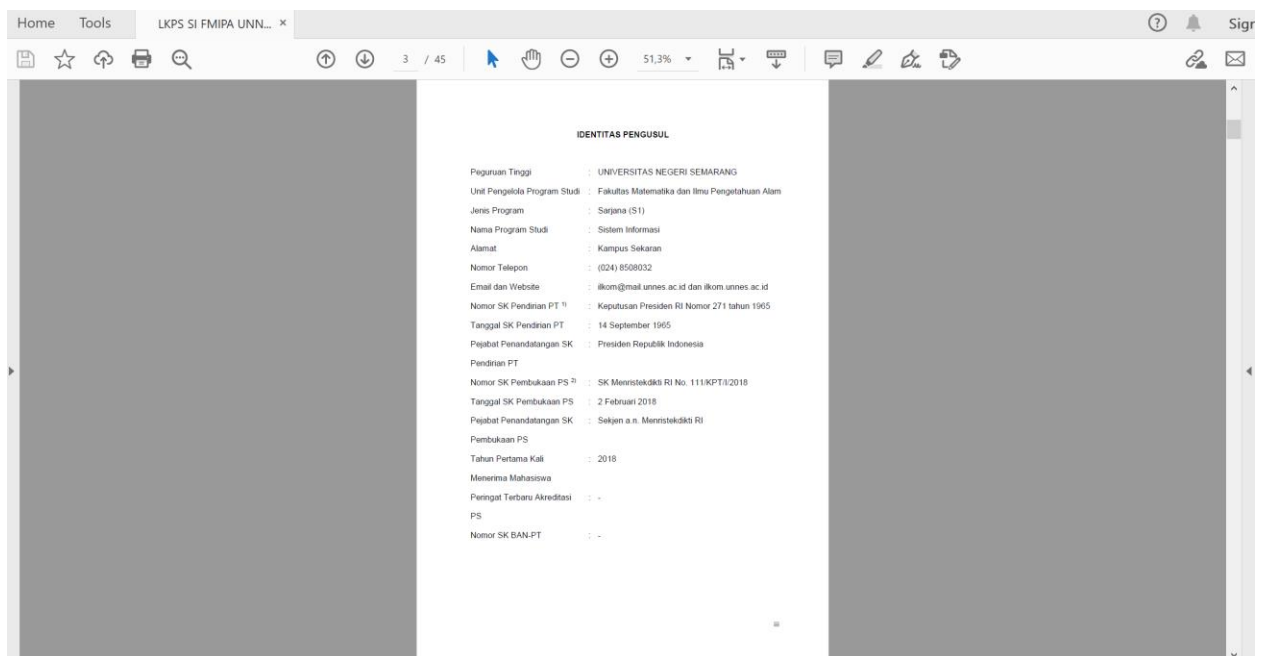 Home Tools LKPS SI FMIPA UNN... × ? Sigr
3 / 45 51,3%
IDENTITAS PENGUSUL
Peguruan Tinggi : UNIVERSITAS NEGERI SEMARANG
Unit Pengelola Program Studi : Fakultas Matematika dan Ilmu Pengetahuan Alam
Jenis Program : Sarjana (S1)
Nama Program Studi : Sistem Informasi
Alamat : Kampus Sekaran
Nomor Telepon : (024) 8508032
Email dan Website : ilkom@mail.unnes.ac.id dan ilkom.unnes.ac.id
Nomor SK Pendirian PT 1) : Keputusan Presiden RI Nomor 271 tahun 1965
Tanggal SK Pendirian PT : 14 September 1965
Pejabat Penandatangan SK : Presiden Republik Indonesia
Pendirian PT
Nomor SK Pembukaan PS 2) : SK Menristekdikti RI No. 111/KPT/I/2018
Tanggal SK Pembukaan PS : 2 Februari 2018
Pejabat Penandatangan SK : Sekjen a.n. Menristekdikti RI
Pembukaan PS
Tahun Pertama Kali : 2018
Menerima Mahasiswa
Peringat Terbaru Akreditasi : -
PS
Nomor SK BAN-PT : -
iii